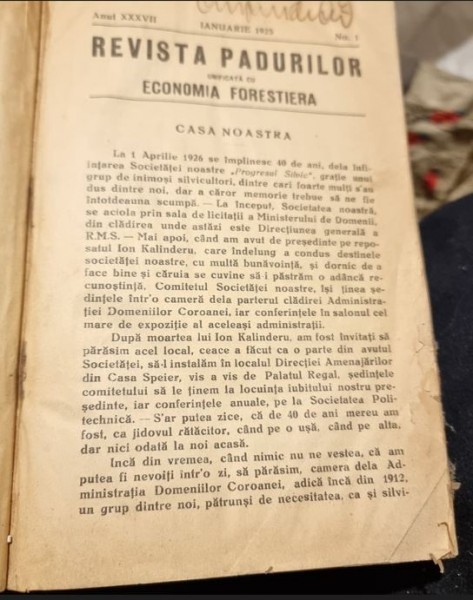 Anul XXXVII
IANUARIE 1925
No. 1
REVISTA PADURILOR
UNIFICATĂ CU
ECONOMIA FORESTIERA
CASA NOASTRA
La 1 Aprilie 1926 se împlinesc 40 de ani, dela înfi-
ințarea Societăței noastre „Progresul Silvic", grație unui
grup de inimoși silvicultori, dintre cari foarte mulți s'au
dus dintre noi, dar a căror memorie trebue să ne fie
întotdeauna scumpă. — La început, Societatea noastră,
se aciola prin sala de licitații a Ministerului de Domenii,
din clădirea unde astăzi este Direcțiunea generală a
R.M.S. — Mai apoi, când am avut de președinte pe repo-
satul Ion Kalinderu, care îndelung a condus destinele
societăței noastre, cu multă bunăvoință, și dornic de a
face bine și căruia se cuvine să-i păstrăm o adâncă re-
cunoștință. Comitetul Societăței noastre, își ținea șe-
dințele într'o cameră dela parterul clădirei Administra-
ției Domeniilor Coroanei, iar conferințele în salonul cel
mare de expoziție al aceleași administrații.
După moartea lui Ion Kalinderu, am fost învitați să
părăsim acel local, ceace a făcut ca o parte din avutul
Societăței, să-l instalăm în localul Direcției Amenajărilor
din Casa Speier, vis a vis de Palatul Regal, ședințele
comitetului să le ținem la locuința iubitului nostru pre-
ședinte, iar conferințele anuale, pe la Societatea Poli-
technică. — S'ar putea zice, că de 40 de ani mereu am
fost, ca jidovul rătăcitor, când pe o ușă, când pe alta,
dar nici odată la noi acasă.
Incă din vremea, când nimic nu ne vestea, că am
putea fi nevoiți intr'o zi, să părăsim, camera dela Ad-
ministrația Domeniilor Coroanei, adică încă din 1912,
un grup dintre noi, pătrunși de necesitatea, ca și silvi-